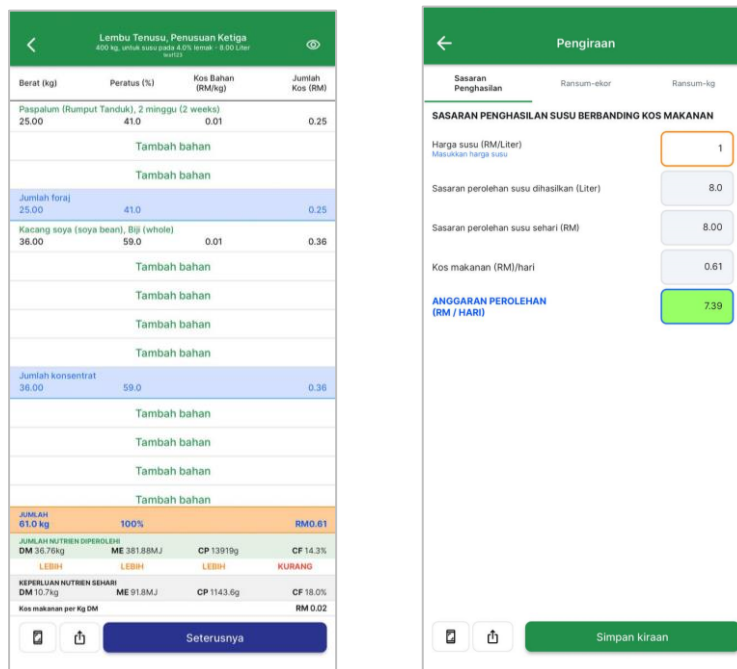 Lembu Tenusu, Penusuan Ketiga
400 kg, untuk susu pada 4.0% lemak - 8.00 Liter
test123
Berat (kg) Peratus (%) Kos Bahan (RM/kg) Jumlah Kos (RM)
Paspalum (Rumput Tanduk), 2 minggu (2 weeks)
25.00 41.0 0.01 0.25
Tambah bahan
Tambah bahan
Jumlah foraj
25.00 41.0 0.25
Kacang soya (soya bean), Biji (whole)
36.00 59.0 0.01 0.36
Tambah bahan
Tambah bahan
Tambah bahan
Tambah bahan
Jumlah konsentrat
36.00 59.0 0.36
Tambah bahan
Tambah bahan
Tambah bahan
Tambah bahan
JUMLAH
61.0 kg 100% RM0.61
JUMLAH NUTRIEN DIPEROLEHI
DM 36.76kg ME 381.88MJ CP 13919g CF 14.3%
LEBIH LEBIH LEBIH KURANG
KEPERLUAN NUTRIEN SEHARI
DM 10.7kg ME 91.8MJ CP 1143.6g CF 18.0%
Kos makanan per Kg DM RM 0.02
Seterusnya
Pengiraan
Sasaran Penghasilan Ransum-ekor Ransum-kg
SASARAN PENGHASILAN SUSU BERBANDING KOS MAKANAN
Harga susu (RM/Liter) 1
Masukkan harga susu
Sasaran perolehan susu dihasilkan (Liter) 8.0
Sasaran perolehan susu sehari (RM) 8.00
Kos makanan (RM)/hari 0.61
ANGGARAN PEROLEHAN
(RM / HARI) 7.39
Simpan kiraan